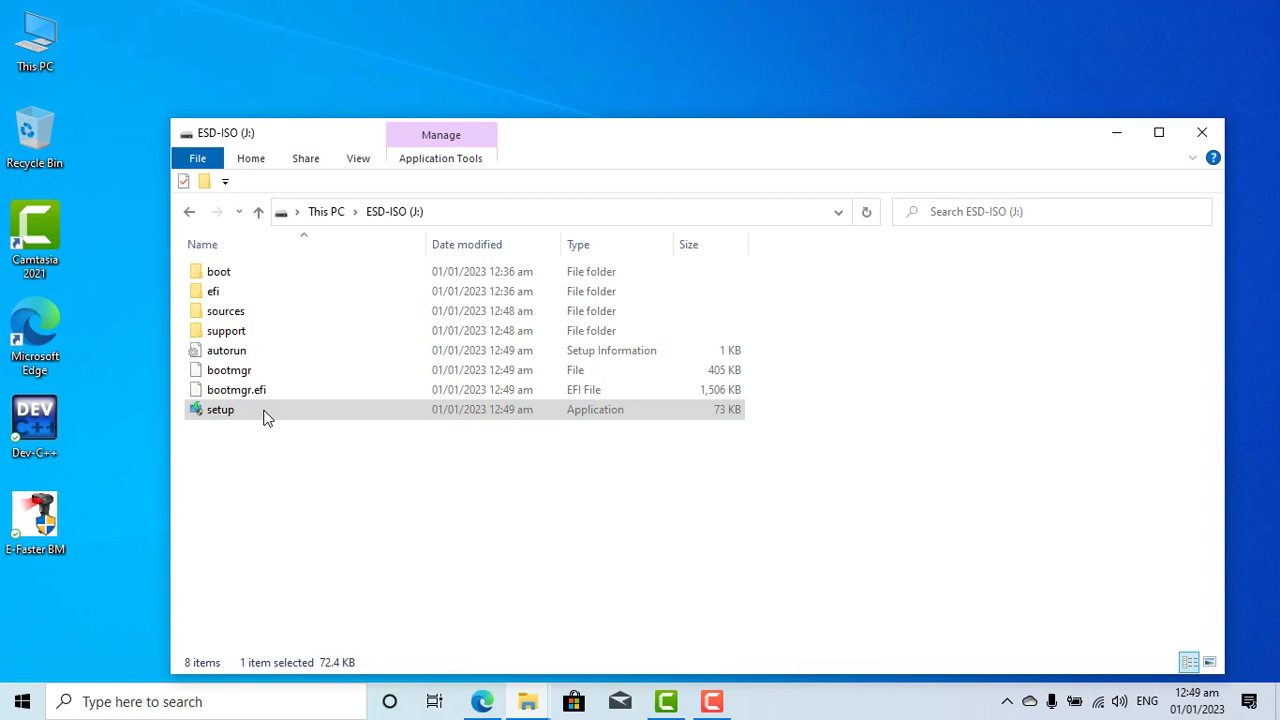 This PC
Recycle Bin
Camtasia
2021
Microsoft
Edge
DEV
C++
Dev-C++
E-Faster BM
ESD-ISO (J:)
Manage
File
Home
Share
View
Application Tools
This PC
ESD-ISO (J:)
Search ESD-ISO (J:)
Name
Date modified
Type
Size
boot 01/01/2023 12:36 am File folder
efi 01/01/2023 12:36 am File folder
sources 01/01/2023 12:48 am File folder
support 01/01/2023 12:48 am File folder
autorun 01/01/2023 12:49 am Setup Information 1 KB
bootmgr 01/01/2023 12:49 am File 405 KB
bootmgr.efi 01/01/2023 12:49 am EFI File 1,506 KB
setup 01/01/2023 12:49 am Application 73 KB
8 items 1 item selected 72.4 KB
Type here to search
ENG
12:49 am
01/01/2023